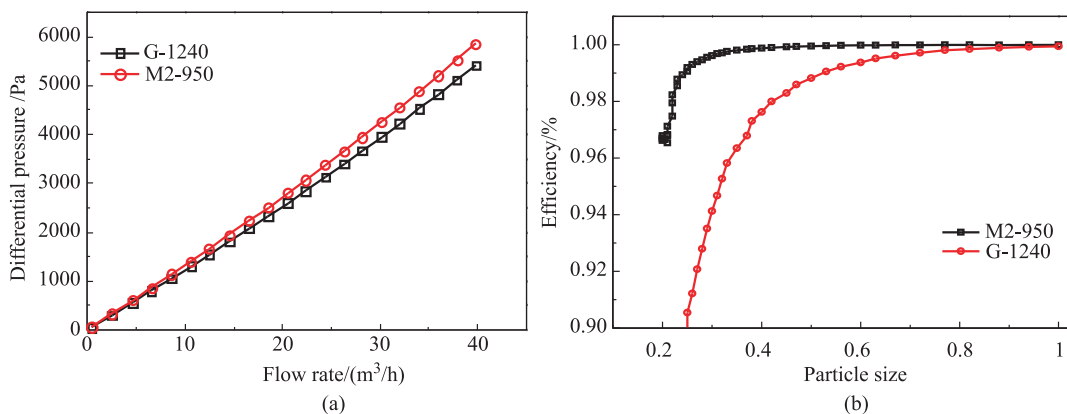 6000
5000
4000
3000
2000
1000
0
0
10
20
30
40
Differential pressure /Pa
Flow rate/(m³/h)
G-1240
M2-950
(a)
1.00
0.98
0.96
0.94
0.92
0.90
0.2
0.4
0.6
0.8
1
Efficiency/%
Particle size
M2-950
G-1240
(b)